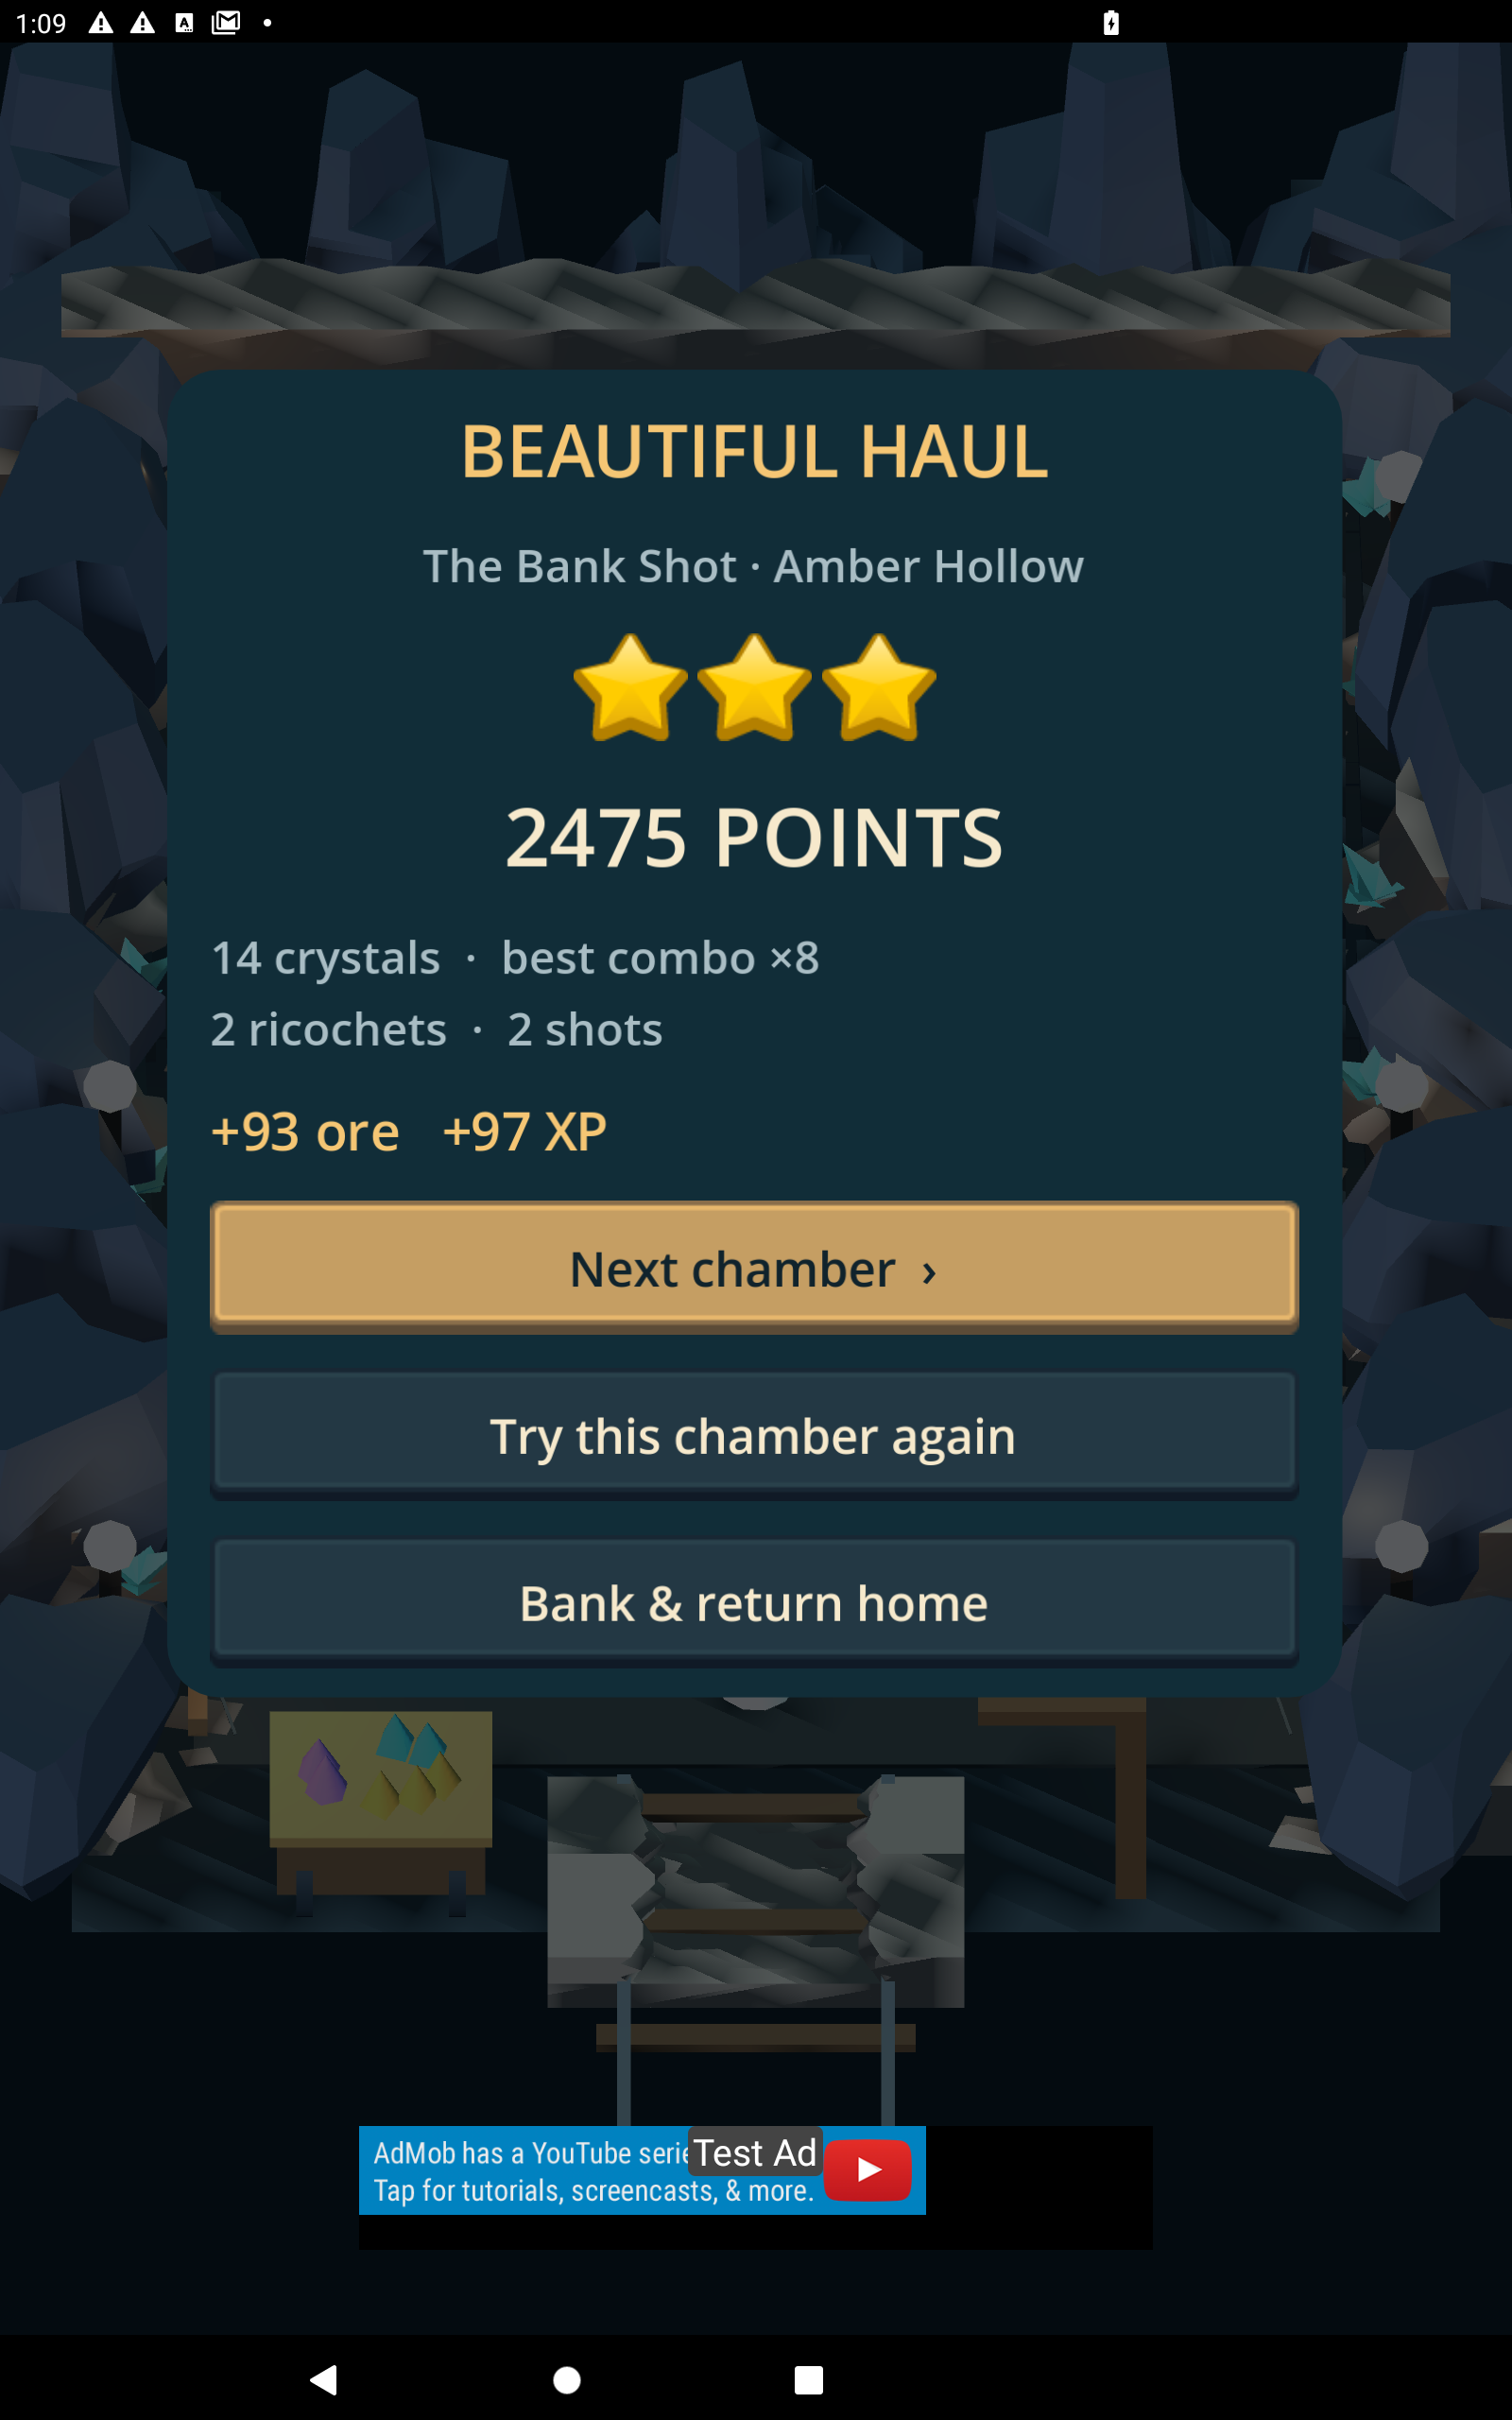 1:09
BEAUTIFUL HAUL
The Bank Shot · Amber Hollow
2475 POINTS
14 crystals · best combo ×8
2 ricochets · 2 shots
+93 ore +97 XP
Next chamber ›
Try this chamber again
Bank & return home
AdMob has a YouTube
Test Ad
Tap for tutorials, screencasts, & more.